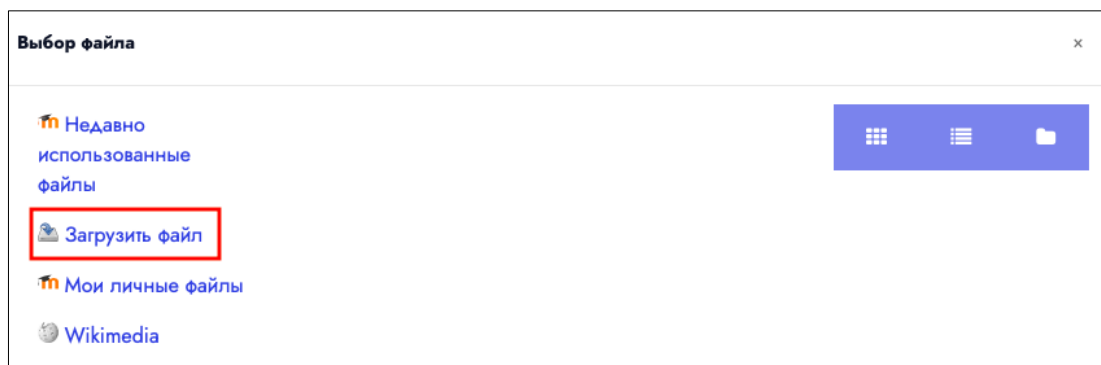 Выбор файла
×
Недавно
использованные
файлы
Загрузить файл
Мои личные файлы
Wikimedia